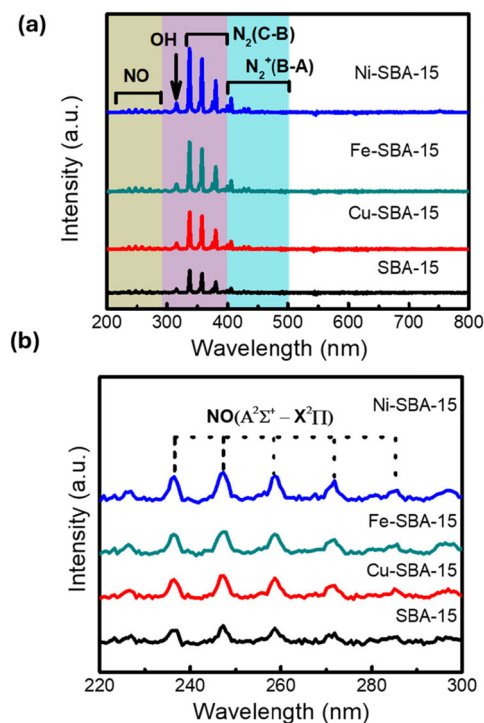 (a)
NO
OH
N₂(C-B)
N₂⁺(B-A)
Ni-SBA-15
Fe-SBA-15
Cu-SBA-15
SBA-15
Intensity (a.u.)
200 300 400 500 600 700 800
Wavelength (nm)
(b)
NO(A²Σ⁺ – X²Π)
Ni-SBA-15
Fe-SBA-15
Cu-SBA-15
SBA-15
Intensity (a.u.)
220 240 260 280 300
Wavelength (nm)